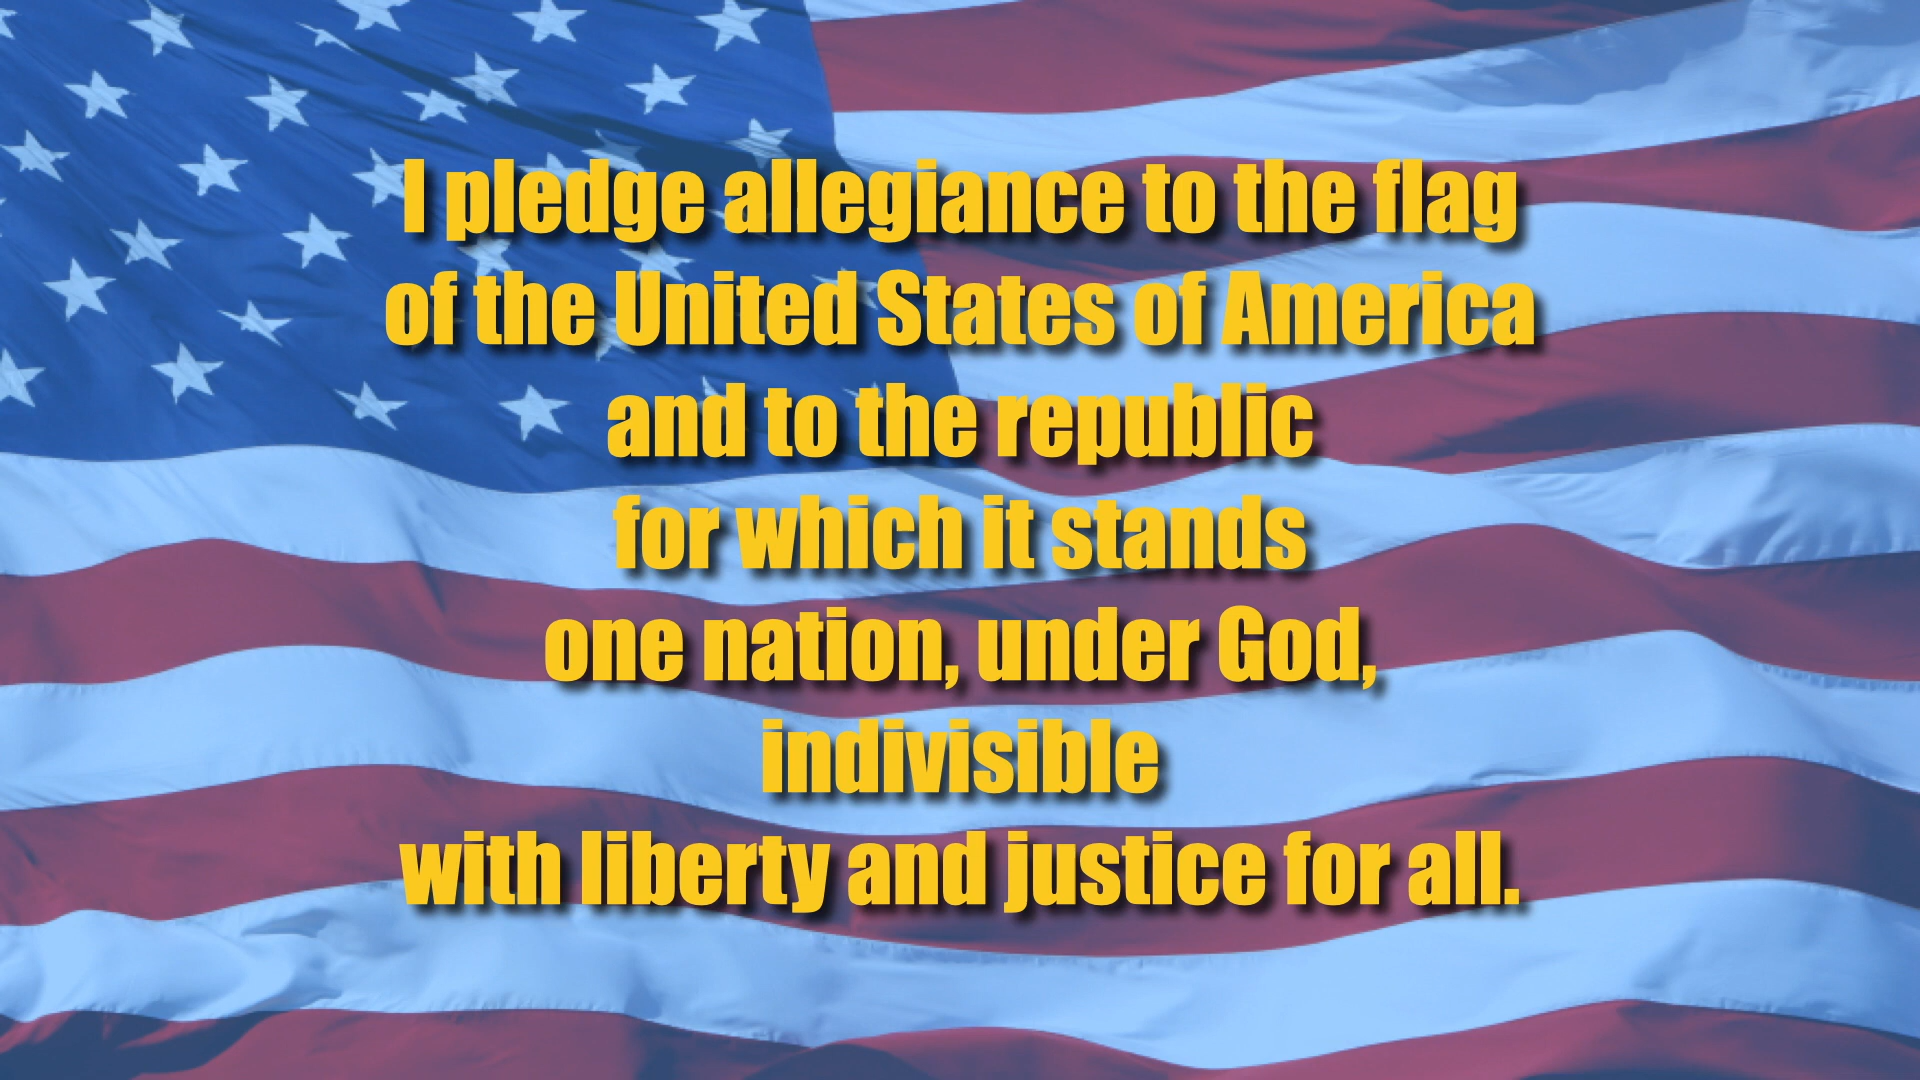 I pledge allegiance to the flag
of the United States of America
and to the republic
for which it stands
one nation, under God,
indivisible
with liberty and justice for all.